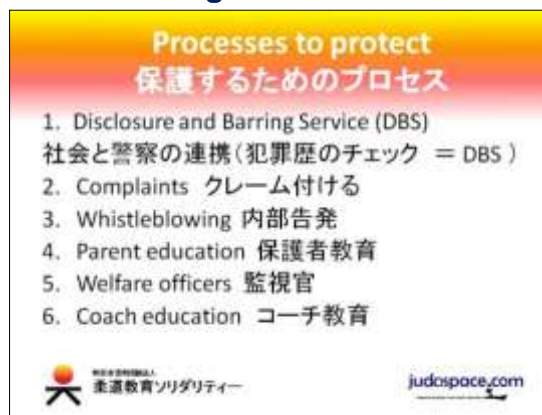 Processes to protect
保護するためのプロセス
1. Disclosure and Barring Service (DBS)
社会と警察の連携（犯罪歴のチェック ＝ DBS ）
2. Complaints クレーム付ける
3. Whistleblowing 内部告発
4. Parent education 保護者教育
5. Welfare officers 監視官
6. Coach education コーチ教育
柔道教育ソリダリティー
judospace.com